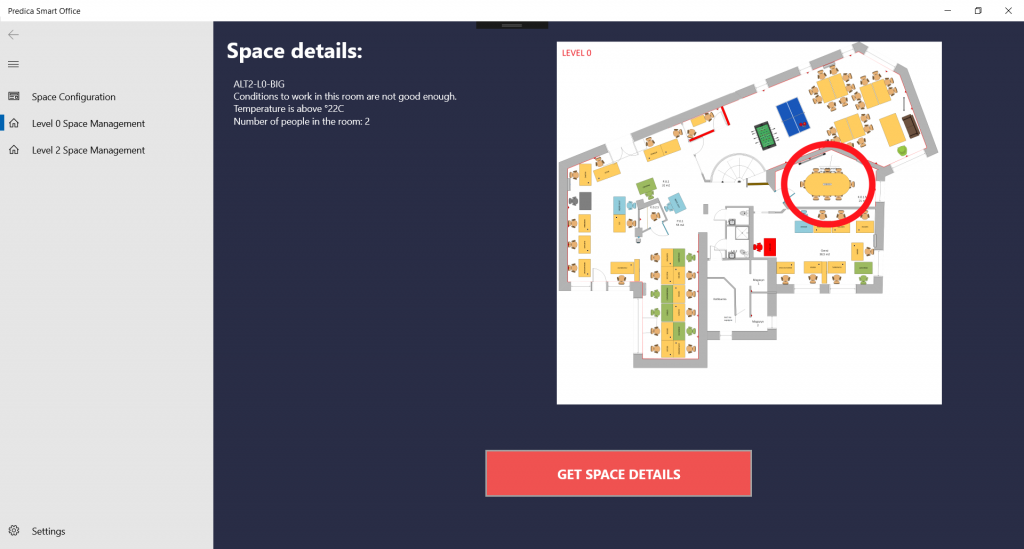 Predica Smart Office
Space Configuration
Level 0 Space Management
Level 2 Space Management
Settings
Space details:
ALT2-L0-BIG
Conditions to work in this room are not good enough.
Temperature is above °22C
Number of people in the room: 2
LEVEL 0
GET SPACE DETAILS